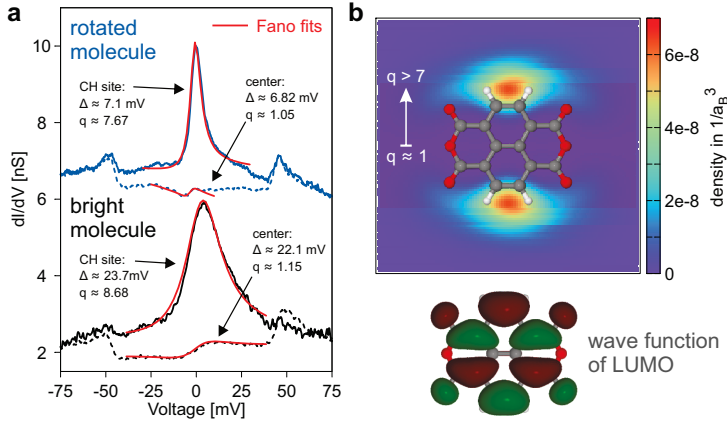 a
rotated
molecule
Fano fits
CH site:
Δ ≈ 7.1 mV
q ≈ 7.67
center:
Δ ≈ 6.82 mV
q ≈ 1.05
bright
molecule
CH site:
Δ ≈ 23.7mV
q ≈ 8.68
center:
Δ ≈ 22.1 mV
q ≈ 1.15
dI/dV [nS]
10
8
6
4
2
-75
-50
-25
0
25
50
75
Voltage [mV]
b
q > 7
q ≈ 1
6e-8
4e-8
2e-8
0
density in 1/a_B^3
wave function
of LUMO